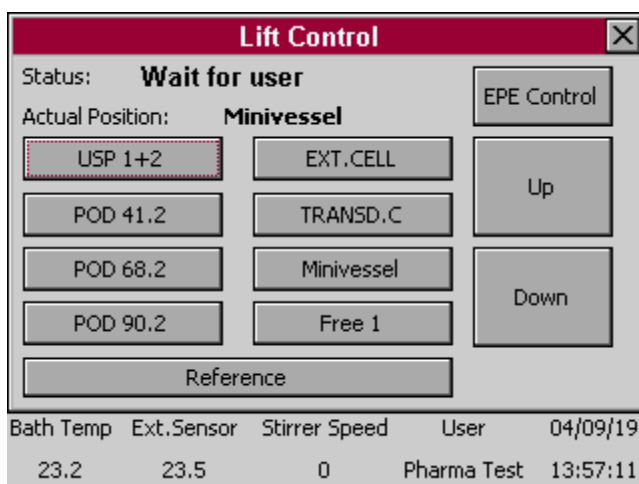 Lift Control
Status: Wait for user
EPE Control
Actual Position: Minivessel
USP 1+2 EXT.CELL
Up
POD 41.2 TRANSD.C
POD 68.2 Minivessel
Down
POD 90.2 Free 1
Reference
Bath Temp Ext.Sensor Stirrer Speed User 04/09/19
23.2 23.5 0 Pharma Test 13:57:11